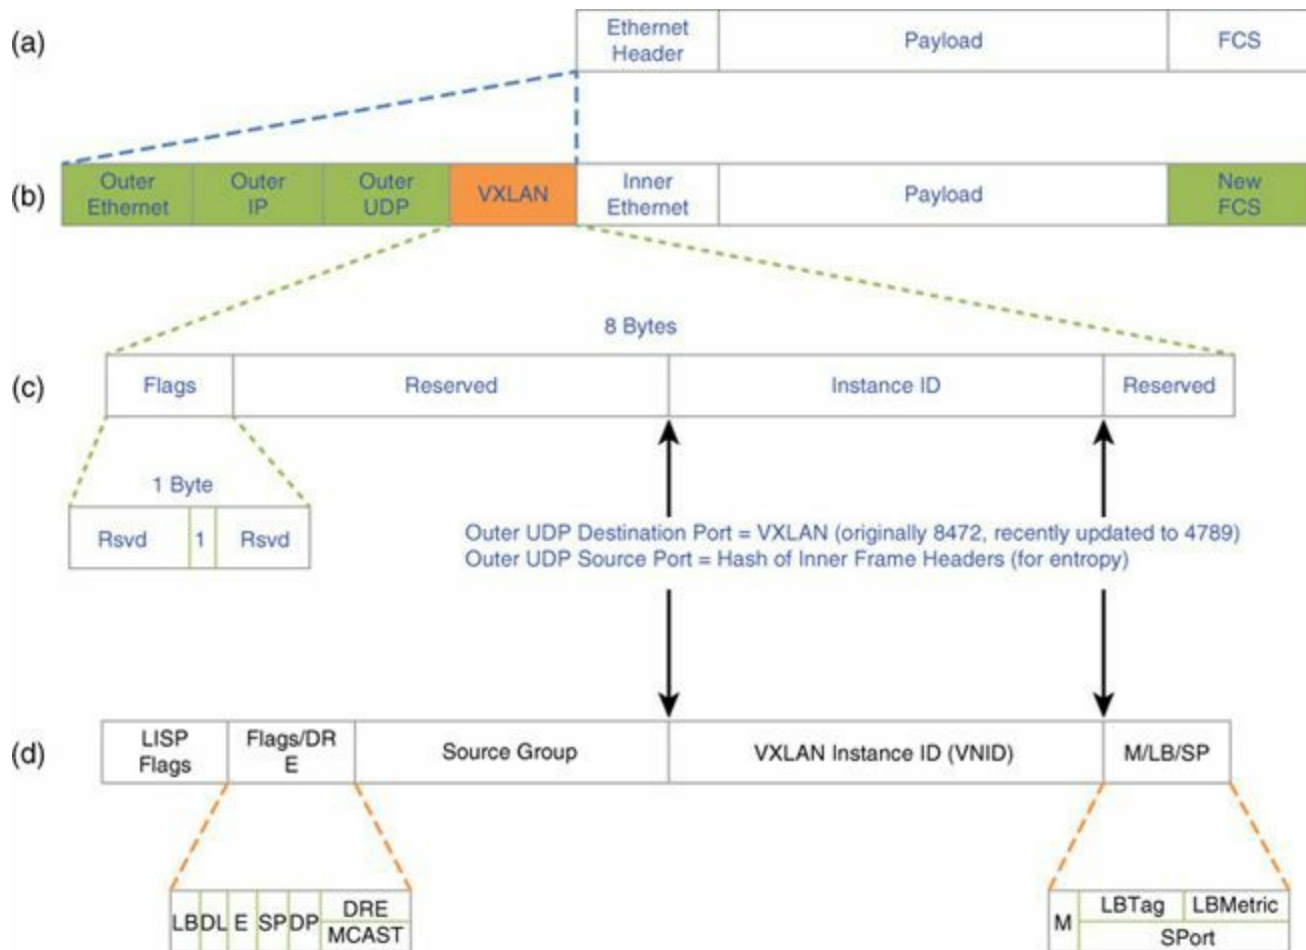 (a)
Ethernet
Header
Payload
FCS
(b)
Outer
Ethernet
Outer
IP
Outer
UDP
VXLAN
Inner
Ethernet
Payload
New
FCS
8 Bytes
(c)
Flags
Reserved
Instance ID
Reserved
1 Byte
Rsvd
1
Rsvd
Outer UDP Destination Port = VXLAN (originally 8472, recently updated to 4789)
Outer UDP Source Port = Hash of Inner Frame Headers (for entropy)
(d)
LISP
Flags
Flags/DR
E
Source Group
VXLAN Instance ID (VNID)
M/LB/SP
LB
DL
E
SP
DP
DRE
MCAST
M
LBTag
LBMetric
SPort